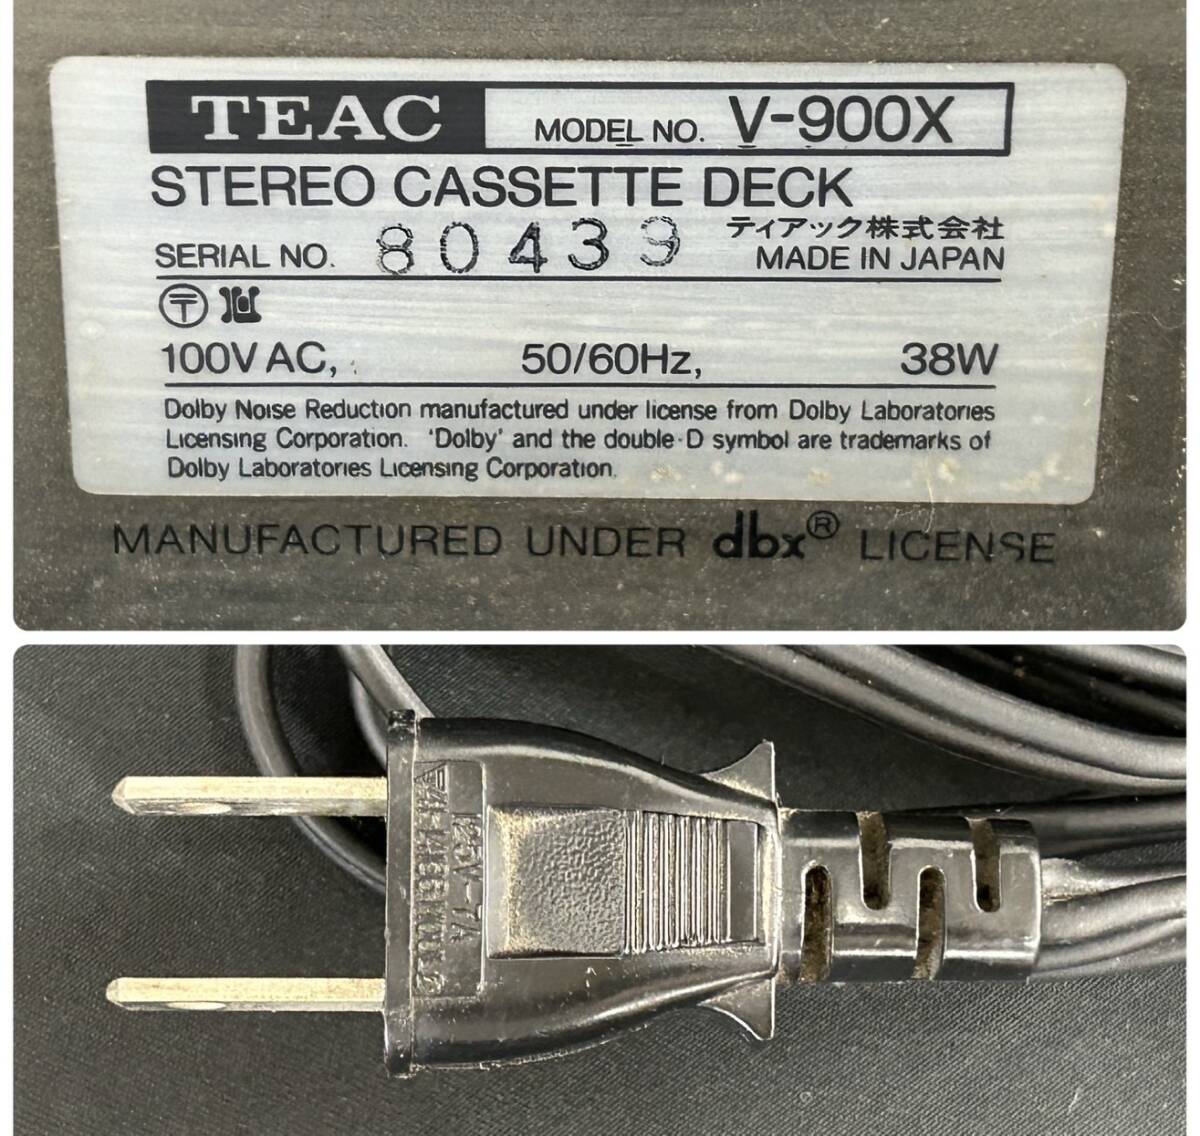 TEAC MODEL NO. V-900X
STEREO CASSETTE DECK
ティアック株式会社
SERIAL NO. 80439 MADE IN JAPAN
〒
100V AC, 50/60Hz, 38W
Dolby Noise Reduction manufactured under license from Dolby Laboratories
Licensing Corporation. 'Dolby' and the double-D symbol are trademarks of
Dolby Laboratories Licensing Corporation.
MANUFACTURED UNDER dbx® LICENSE
125V-7A